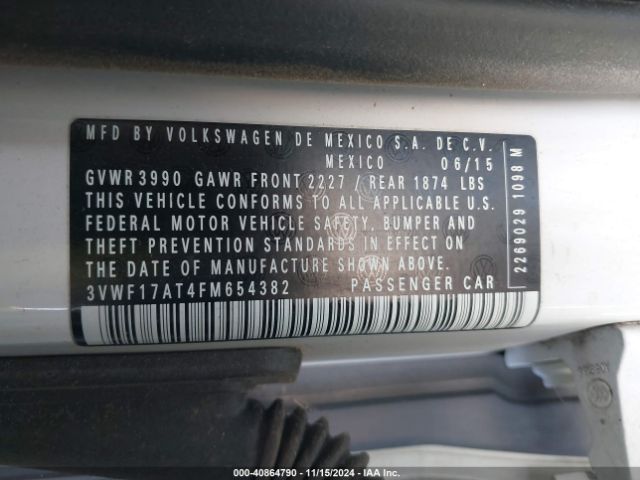 MFD BY VOLKSWAGEN DE MEXICO S.A. DE C.V.
MEXICO 06/15
GVWR 3990 GAWR FRONT 2227 / REAR 1874 LBS
THIS VEHICLE CONFORMS TO ALL APPLICABLE U.S.
FEDERAL MOTOR VEHICLE SAFETY, BUMPER AND
THEFT PREVENTION STANDARDS IN EFFECT ON
THE DATE OF MANUFACTURE SHOWN ABOVE.
3VWF17AT4FM654382 PASSENGER CAR
2269029 1098 M
000-40864790 - 11/15/2024 - IAA Inc.